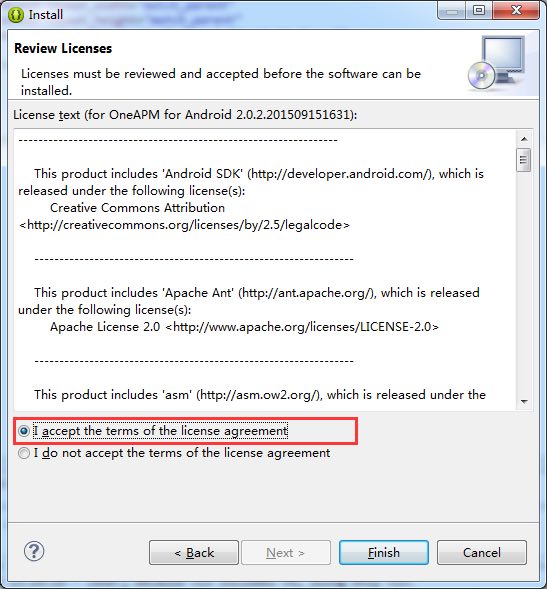 Install
Review Licenses
Licenses must be reviewed and accepted before the software can be
installed.
License text (for OneAPM for Android 2.0.2.201509151631):
----------------------------------------------------------------
This product includes 'Android SDK' (http://developer.android.com/), which is
released under the following license(s):
Creative Commons Attribution
<http://creativecommons.org/licenses/by/2.5/legalcode>
----------------------------------------------------------------
This product includes 'Apache Ant' (http://ant.apache.org/), which is released
under the following license(s):
Apache License 2.0 <http://www.apache.org/licenses/LICENSE-2.0>
----------------------------------------------------------------
This product includes 'asm' (http://asm.ow2.org/), which is released under the
I accept the terms of the license agreement
I do not accept the terms of the license agreement
? < Back Next > Finish Cancel